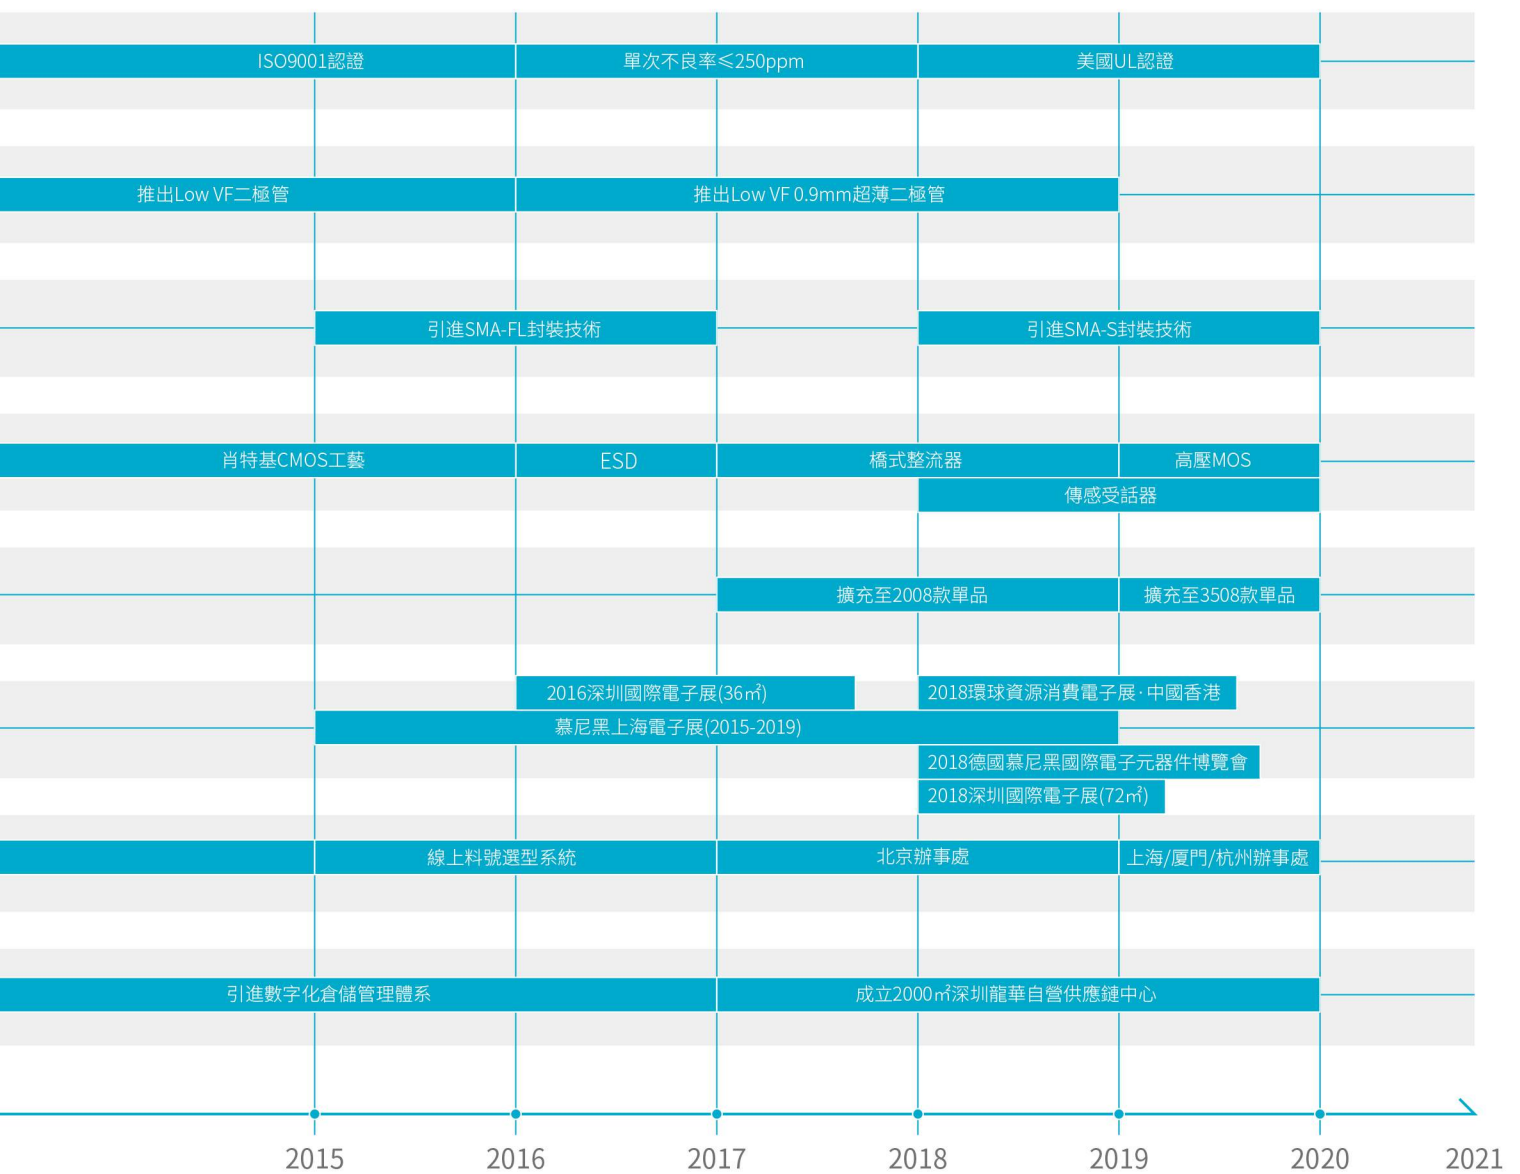 ISO9001認證
單次不良率≤250ppm
美國UL認證
推出Low VF二極管
推出Low VF 0.9mm超薄二極管
引進SMA-FL封裝技術
引進SMA-S封裝技術
肖特基CMOS工藝
ESD
橋式整流器
高壓MOS
傳感受話器
擴充至2008款單品
擴充至3508款單品
2016深圳國際電子展(36㎡)
2018環球資源消費電子展·中國香港
慕尼黑上海電子展(2015-2019)
2018德國慕尼黑國際電子元器件博覽會
2018深圳國際電子展(72㎡)
線上料號選型系統
北京辦事處
上海/厦門/杭州辦事處
引進數字化倉儲管理體系
成立2000㎡深圳龍華自營供應鏈中心
2015
2016
2017
2018
2019
2020
2021